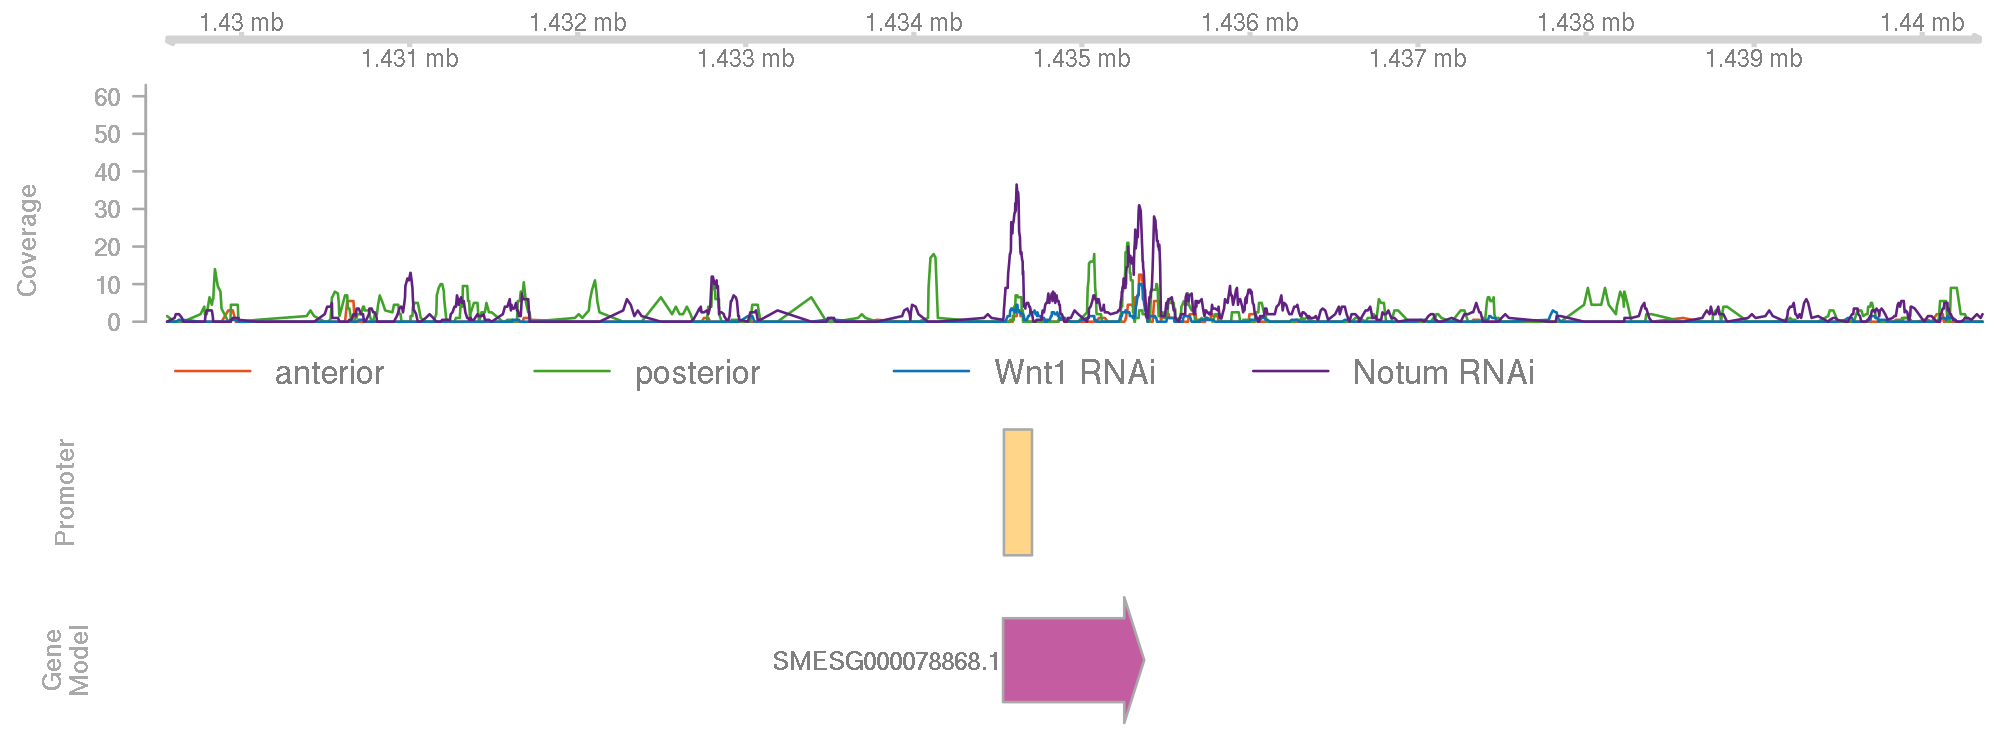 1.43 mb 1.432 mb 1.434 mb 1.436 mb 1.438 mb 1.44 mb
1.431 mb 1.433 mb 1.435 mb 1.437 mb 1.439 mb
60
50
40
30
20
10
0
Coverage
anterior posterior Wnt1 RNAi Notum RNAi
Promoter
Gene
Model
SMESG000078868.1